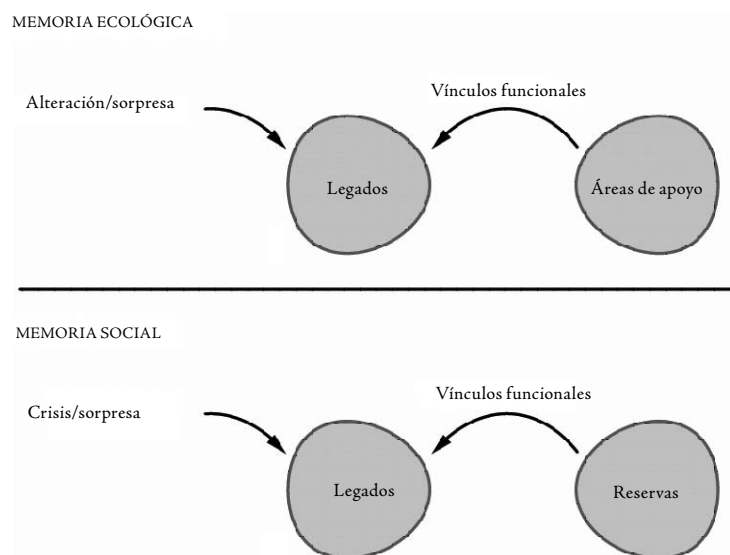 MEMORIA ECOLÓGICA
Vínculos funcionales
Alteración/sorpresa
Legados
Áreas de apoyo
MEMORIA SOCIAL
Vínculos funcionales
Crisis/sorpresa
Legados
Reservas